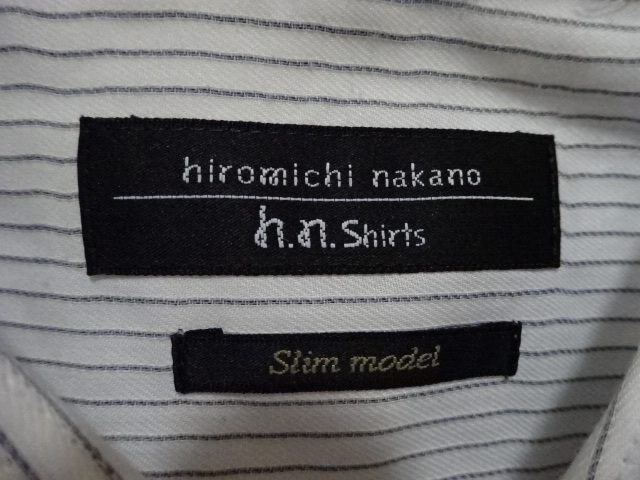 hiromichi nakano
h.n.Shirts
Slim model